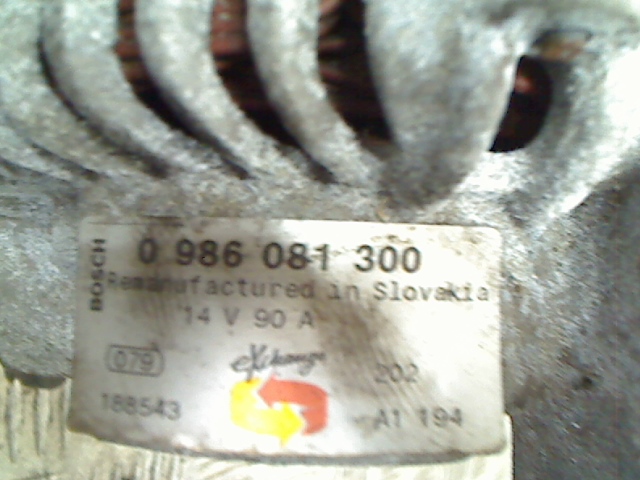 BOSCH
0 986 081 300
Remanufactured in Slovakia
14 V 90 A
079
eXchange
202
188543
A1 194